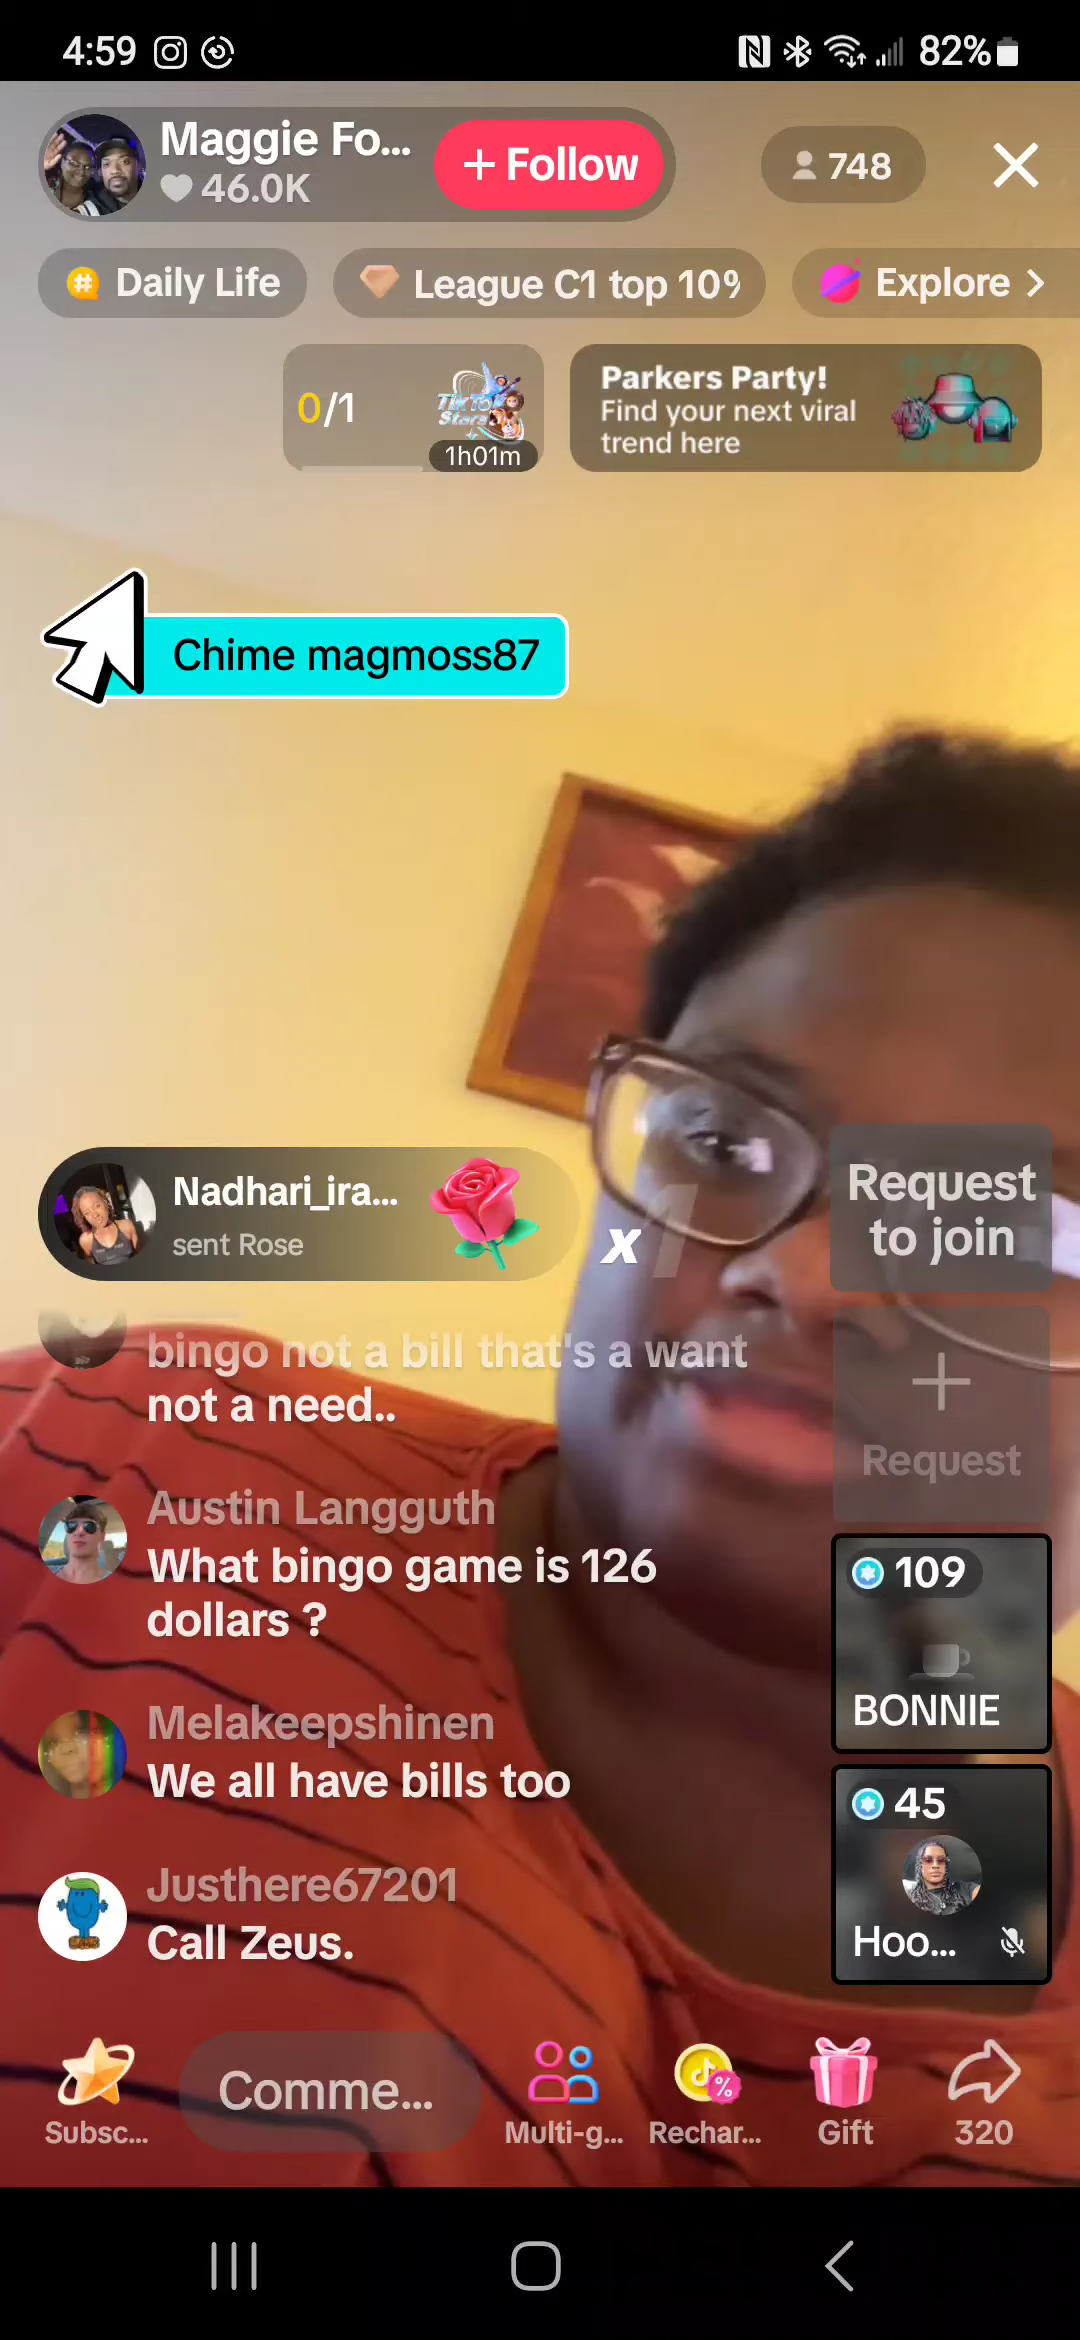 4:59
82%
Maggie Fo...
46.0K
+ Follow
748
Daily Life
League C1 top 10%
Explore
0/1
TikTok
Stars
1h01m
Parkers Party!
Find your next viral
trend here
Chime magmoss87
Nadhari_ira...
sent Rose
x1
Request
to join
bingo not a bill that's a want
not a need..
Request
Austin Langguth
What bingo game is 126
dollars ?
109
BONNIE
Melakeepshinen
We all have bills too
45
Hoo...
Justhere67201
Call Zeus.
Comme...
Subsc...
Multi-g...
Rechar...
Gift
320